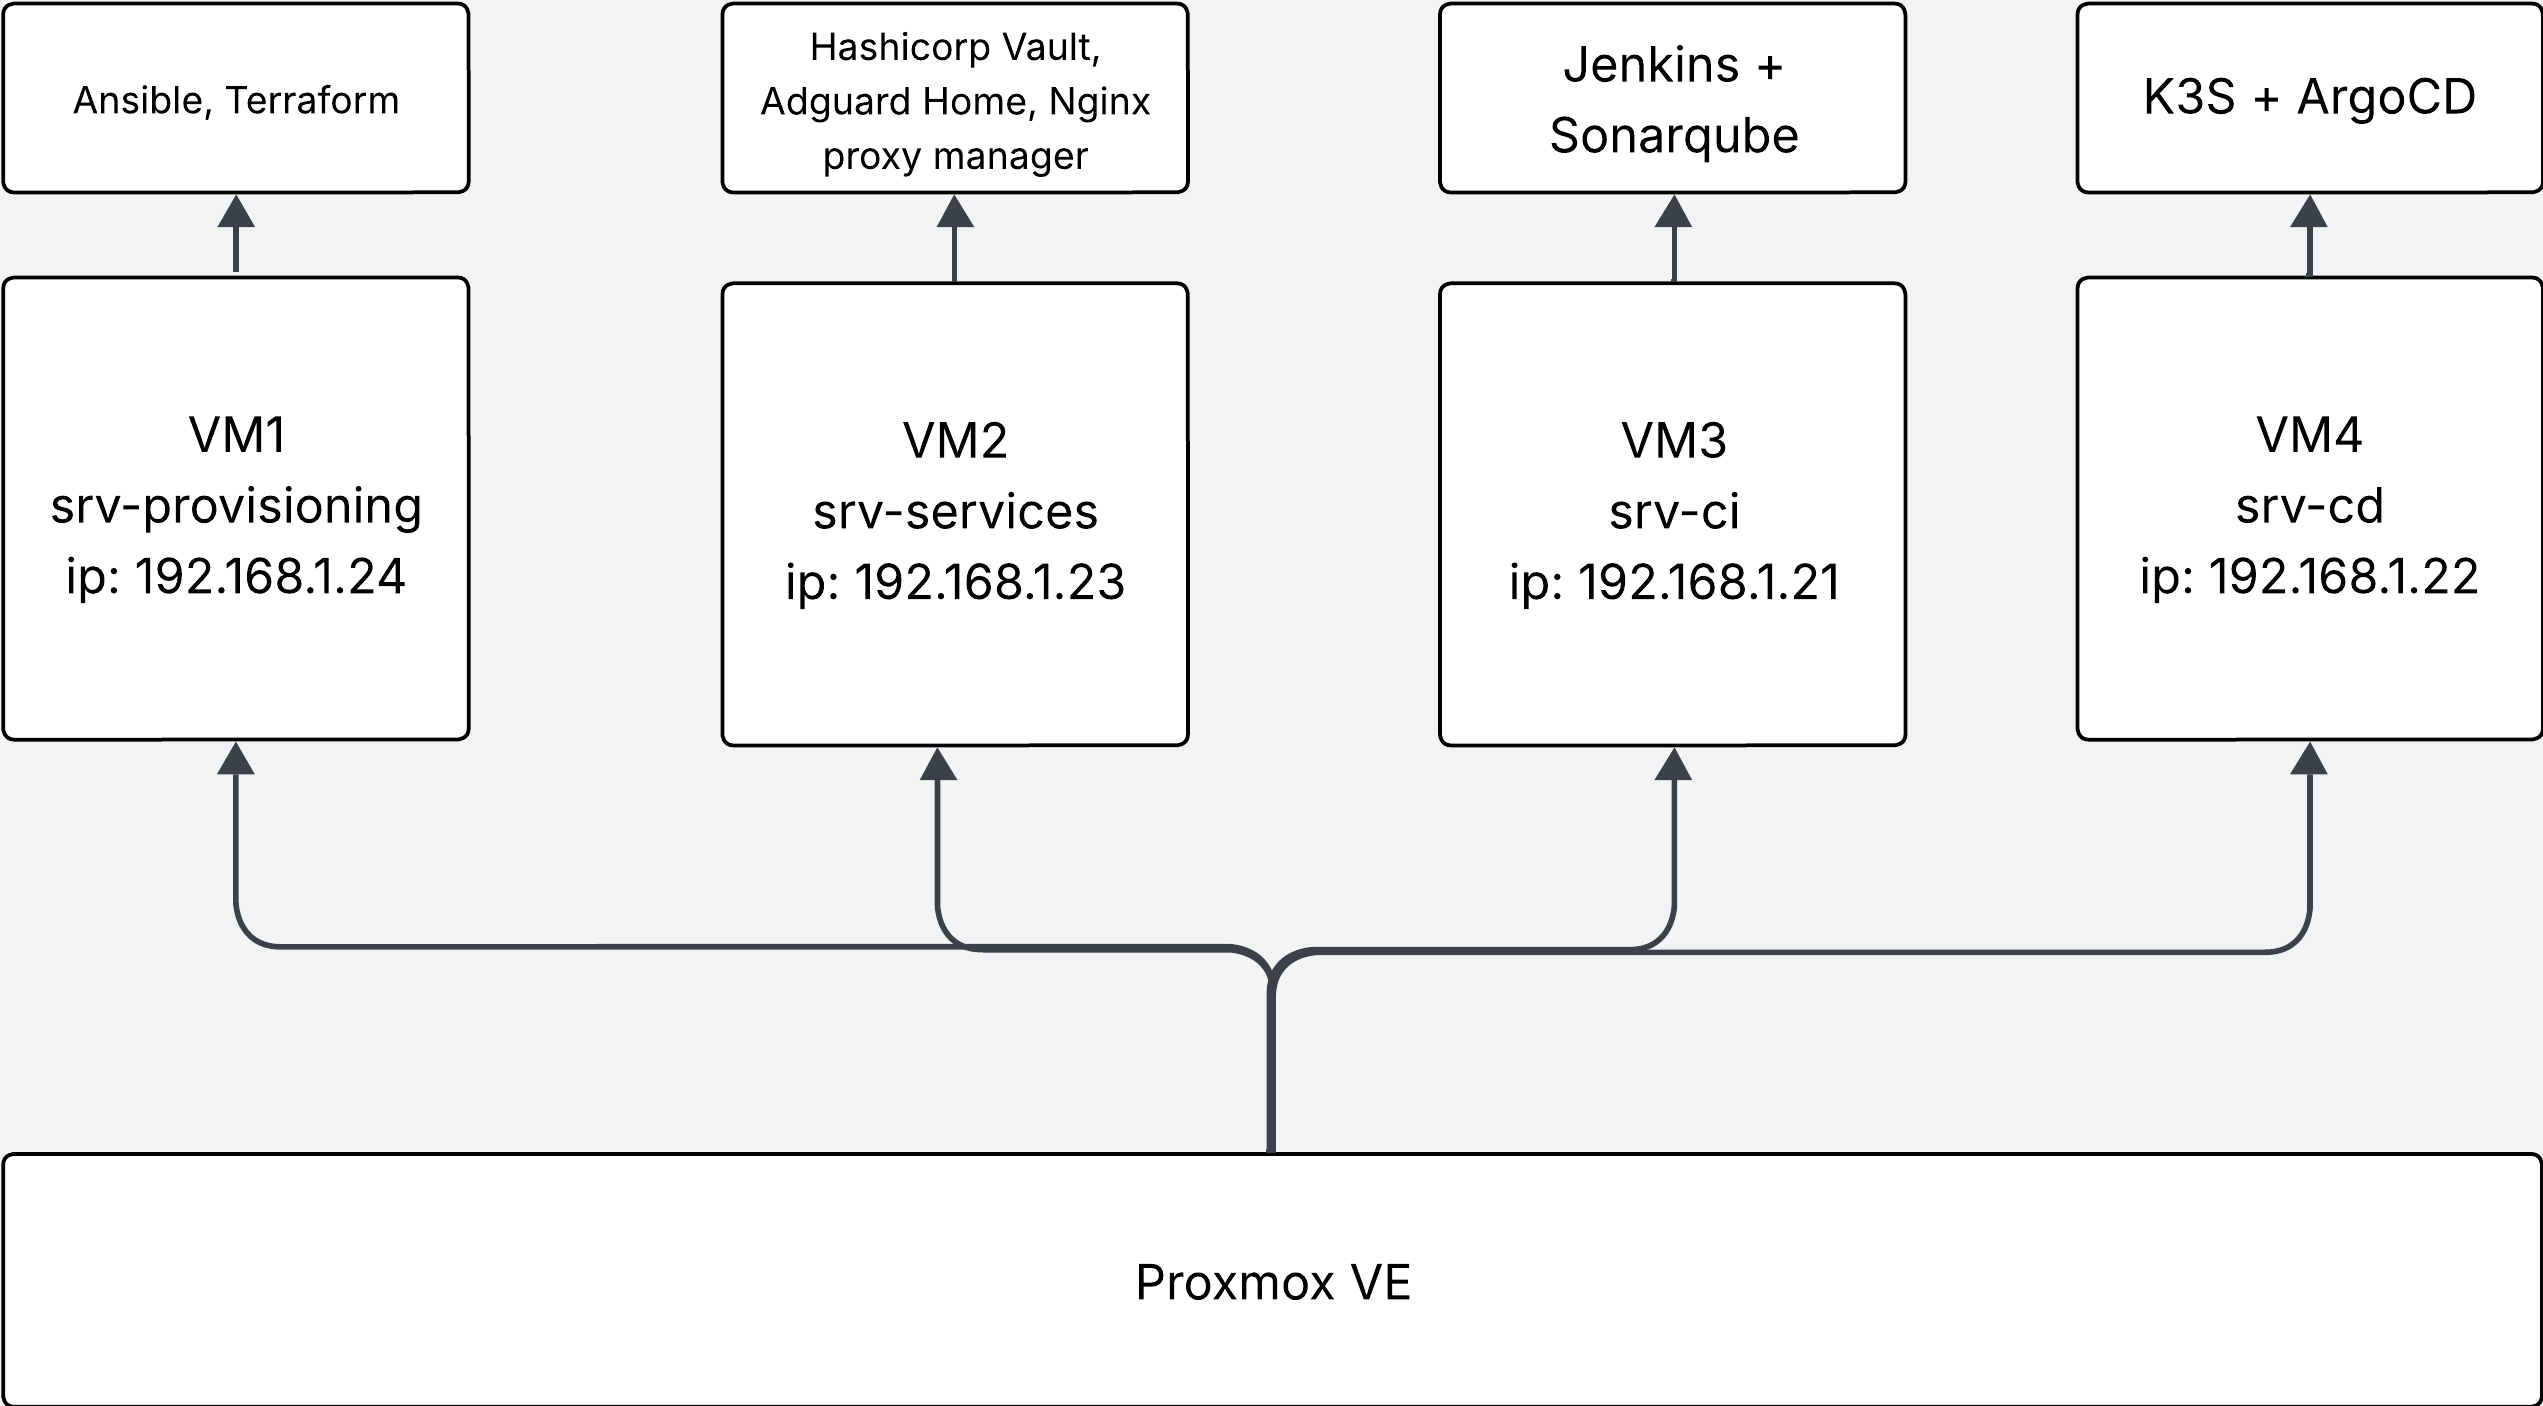 Ansible, Terraform
Hashicorp Vault,
Adguard Home, Nginx
proxy manager
Jenkins +
Sonarqube
K3S + ArgoCD
VM1
srv-provisioning
ip: 192.168.1.24
VM2
srv-services
ip: 192.168.1.23
VM3
srv-ci
ip: 192.168.1.21
VM4
srv-cd
ip: 192.168.1.22
Proxmox VE